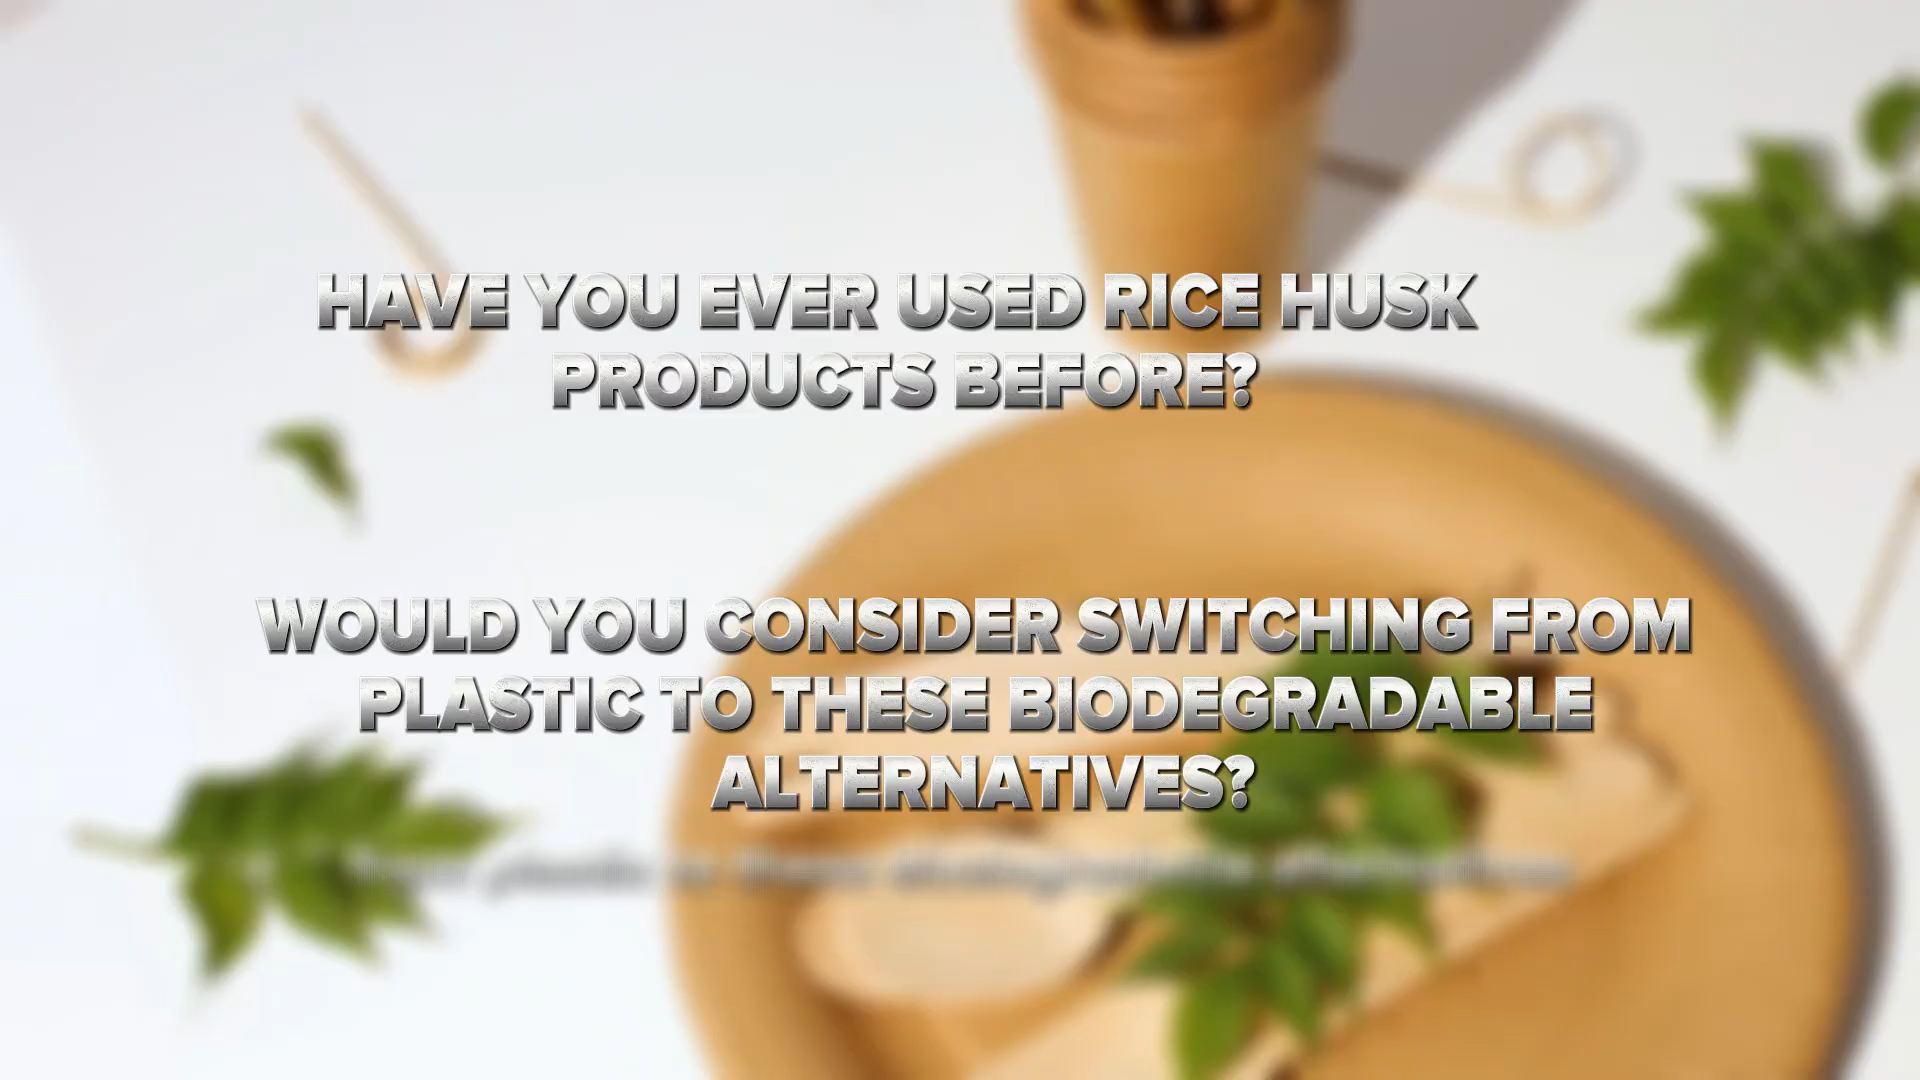 HAVE YOU EVER USED RICE HUSK
PRODUCTS BEFORE?
WOULD YOU CONSIDER SWITCHING FROM
PLASTIC TO THESE BIODEGRADABLE
ALTERNATIVES?